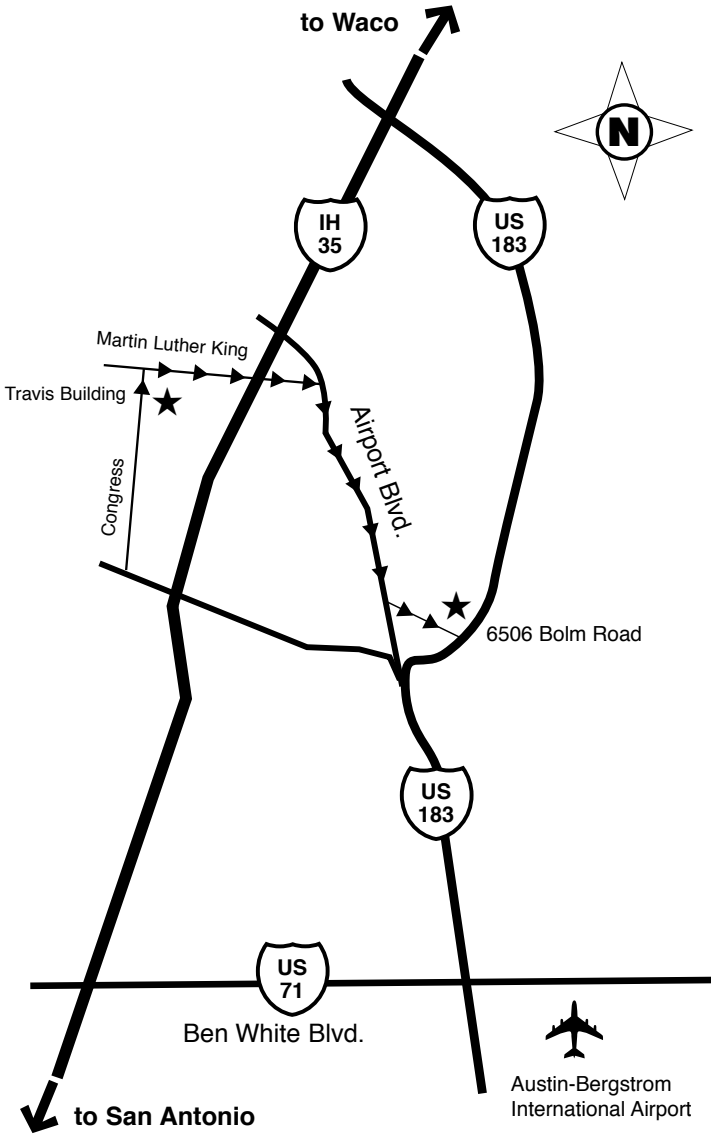 to Waco
N
IH
35
US
183
Martin Luther King
Travis Building
Airport Blvd.
Congress
6506 Bolm Road
US
183
US
71
Ben White Blvd.
Austin-Bergstrom
International Airport
to San Antonio